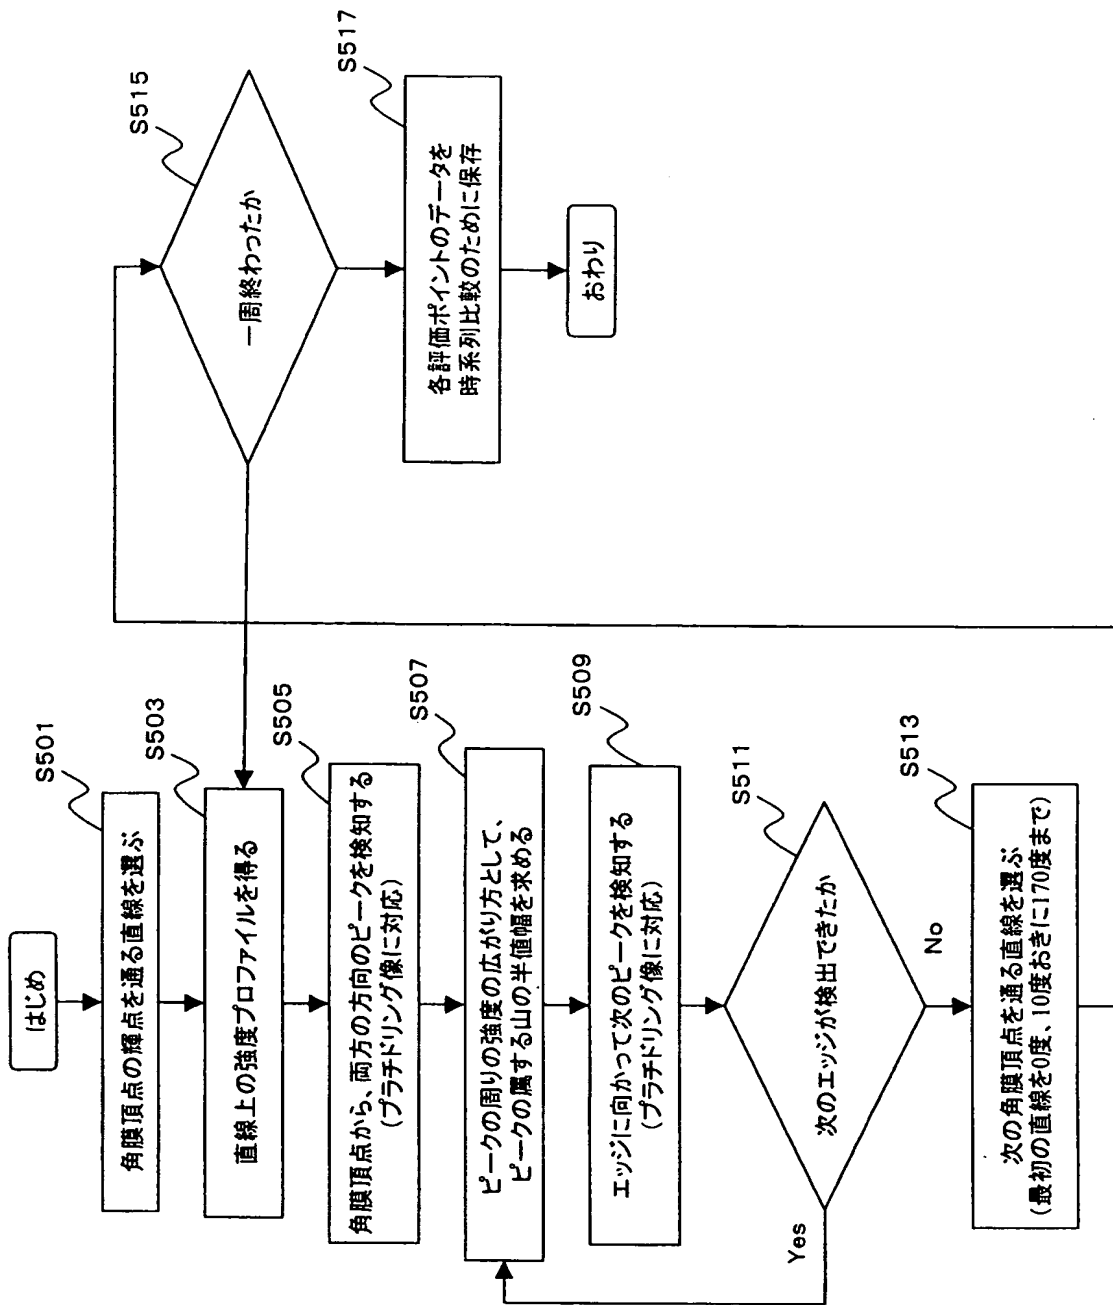 はじめ
S501
角膜頂点の輝点を通る直線を選ぶ
S503
直線上の強度プロファイルを得る
S505
角膜頂点から、両方の方向のピークを検知する
(プラチドリング像に対応)
S507
ピークの周りの強度の広がり方として、
ピークの属する山の半値幅を求める
S509
エッジに向かって次のピークを検知する
(プラチドリング像に対応)
S511
次のエッジが検出できたか
Yes
No
S513
次の角膜頂点を通る直線を選ぶ
(最初の直線を0度、10度おきに170度まで)
S515
一周終わつたか
S517
各評価ポイントのデータを
時系列比較のために保存
おわり